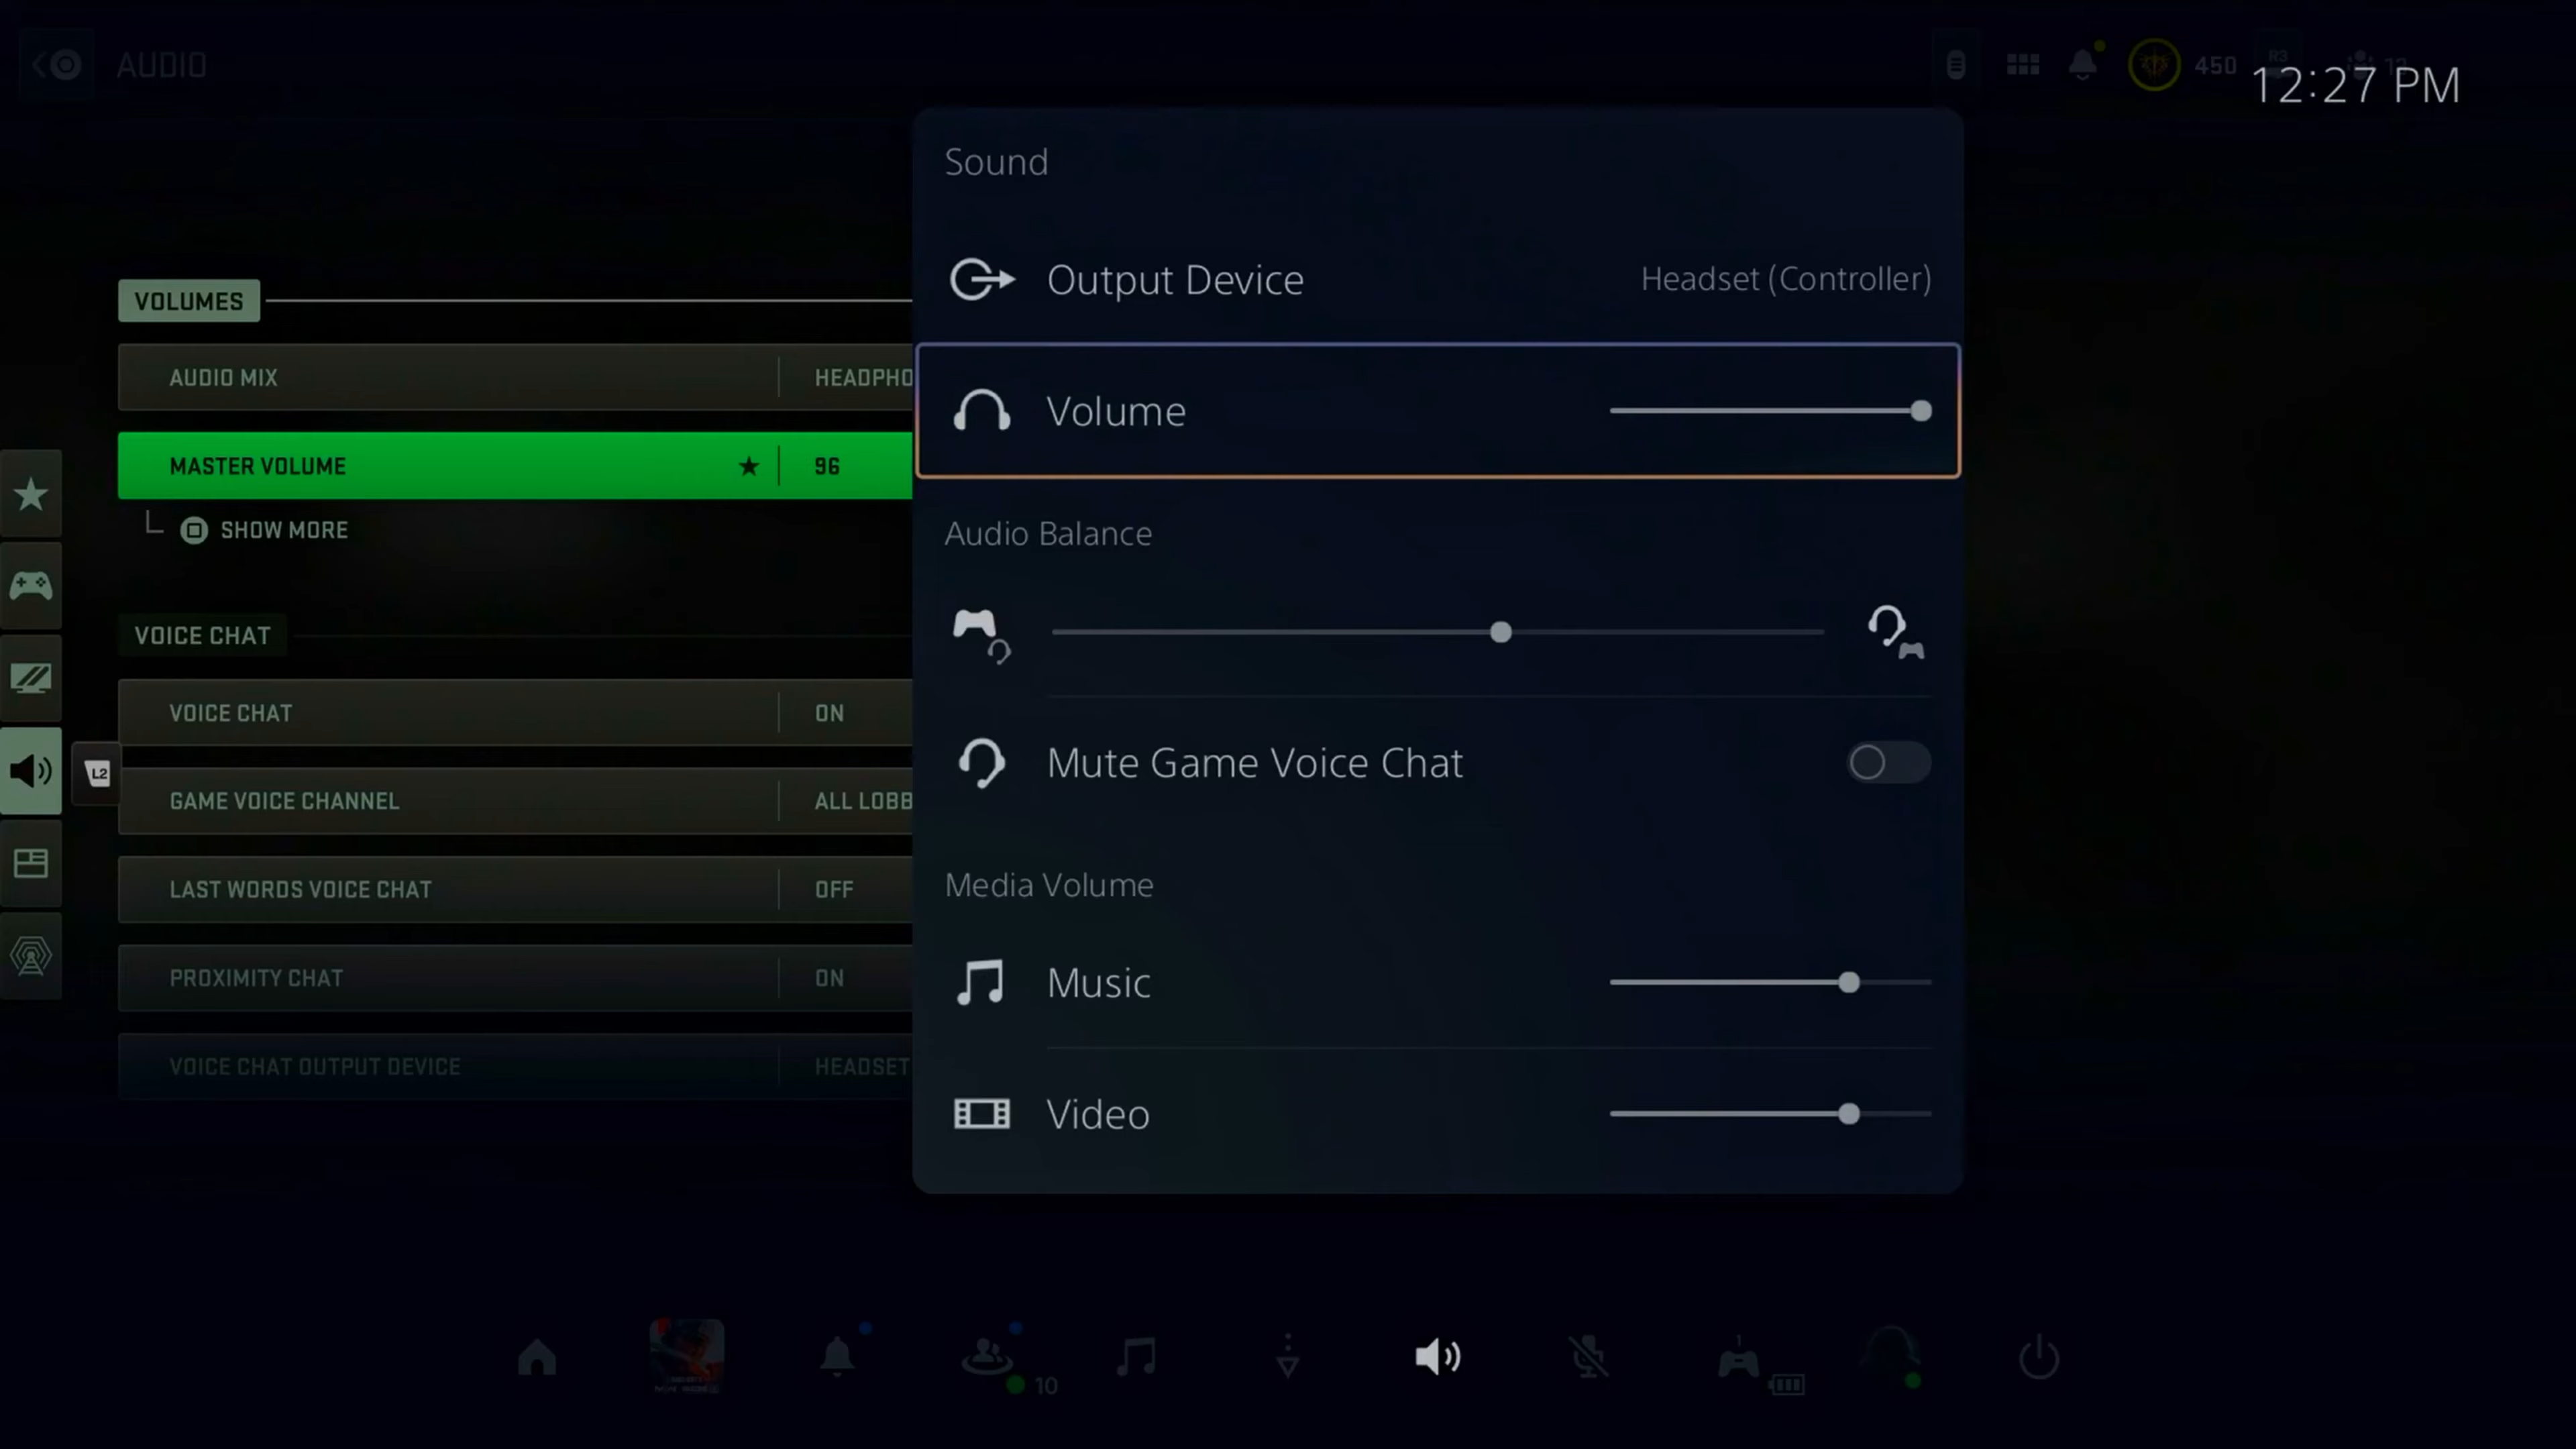 AUDIO
450
R3
12:27 PM
Sound
Output Device
Headset (Controller)
VOLUMES
AUDIO MIX
HEADPHO
Volume
MASTER VOLUME
96
SHOW MORE
Audio Balance
VOICE CHAT
VOICE CHAT
ON
L2
Mute Game Voice Chat
GAME VOICE CHANNEL
ALL LOBB
LAST WORDS VOICE CHAT
OFF
Media Volume
PROXIMITY CHAT
ON
Music
VOICE CHAT OUTPUT DEVICE
HEADSET
Video
10
1